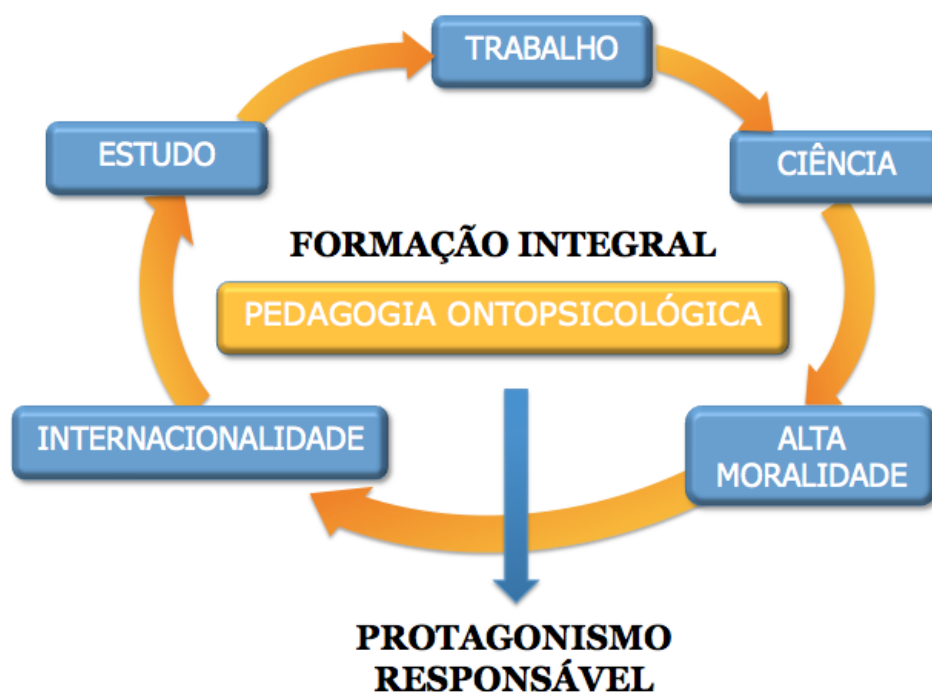 TRABALHO
ESTUDO
CIÊNCIA
FORMAÇÃO INTEGRAL
PEDAGOGIA ONTOPSICOLÓGICA
INTERNACIONALIDADE
ALTA
MORALIDADE
PROTAGONISMO
RESPONSÁVEL